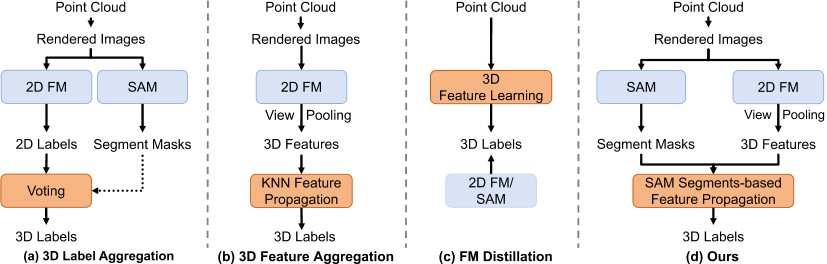 Point Cloud
Rendered Images
2D FM
SAM
2D Labels
Segment Masks
Voting
3D Labels
(a) 3D Label Aggregation
Point Cloud
Rendered Images
2D FM
View Pooling
3D Features
KNN Feature
Propagation
3D Labels
(b) 3D Feature Aggregation
Point Cloud
3D
Feature Learning
3D Labels
2D FM/
SAM
(c) FM Distillation
Point Cloud
Rendered Images
SAM
2D FM
View Pooling
Segment Masks
3D Features
SAM Segments-based
Feature Propagation
3D Labels
(d) Ours